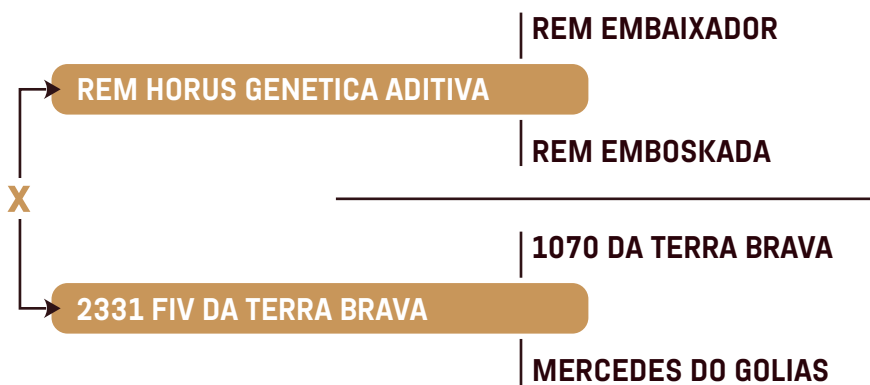 REM EMBAIXADOR
REM HORUS GENETICA ADITIVA
REM EMBOSKADA
X
1070 DA TERRA BRAVA
2331 FIV DA TERRA BRAVA
MERCEDES DO GOLIAS